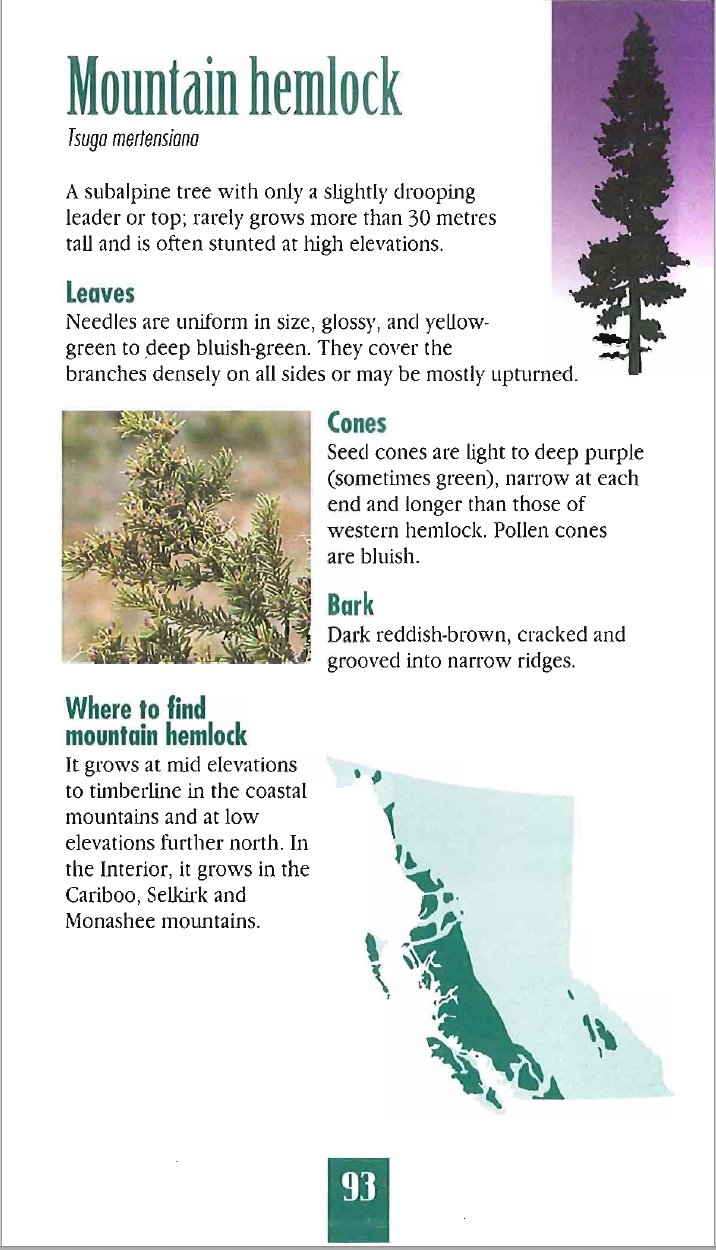 Mountain hemlock
Tsuga mertensiana
A subalpine tree with only a slightly drooping
leader or top; rarely grows more than 30 metres
tall and is often stunted at high elevations.
Leaves
Needles are uniform in size, glossy, and yellow-
green to deep bluish-green. They cover the
branches densely on all sides or may be mostly upturned.
Cones
Seed cones are light to deep purple
(sometimes green), narrow at each
end and longer than those of
western hemlock. Pollen cones
are bluish.
Bark
Dark reddish-brown, cracked and
grooved into narrow ridges.
Where to find
mountain hemlock
It grows at mid elevations
to timberline in the coastal
mountains and at low
elevations further north. In
the Interior, it grows in the
Cariboo, Selkirk and
Monashee mountains.
93